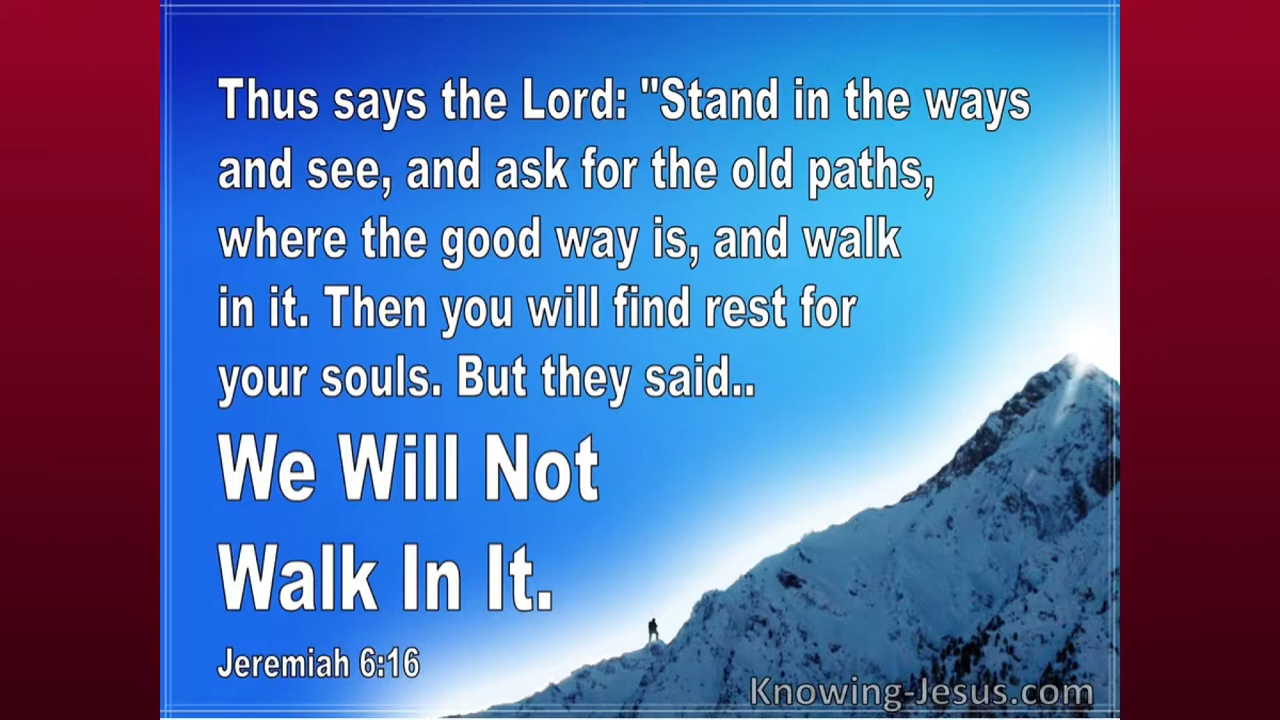 Thus says the Lord: "Stand in the ways
and see, and ask for the old paths,
where the good way is, and walk
in it. Then you will find rest for
your souls. But they said..
We Will Not
Walk In It.
Jeremiah 6:16
Knowing-Jesus.com